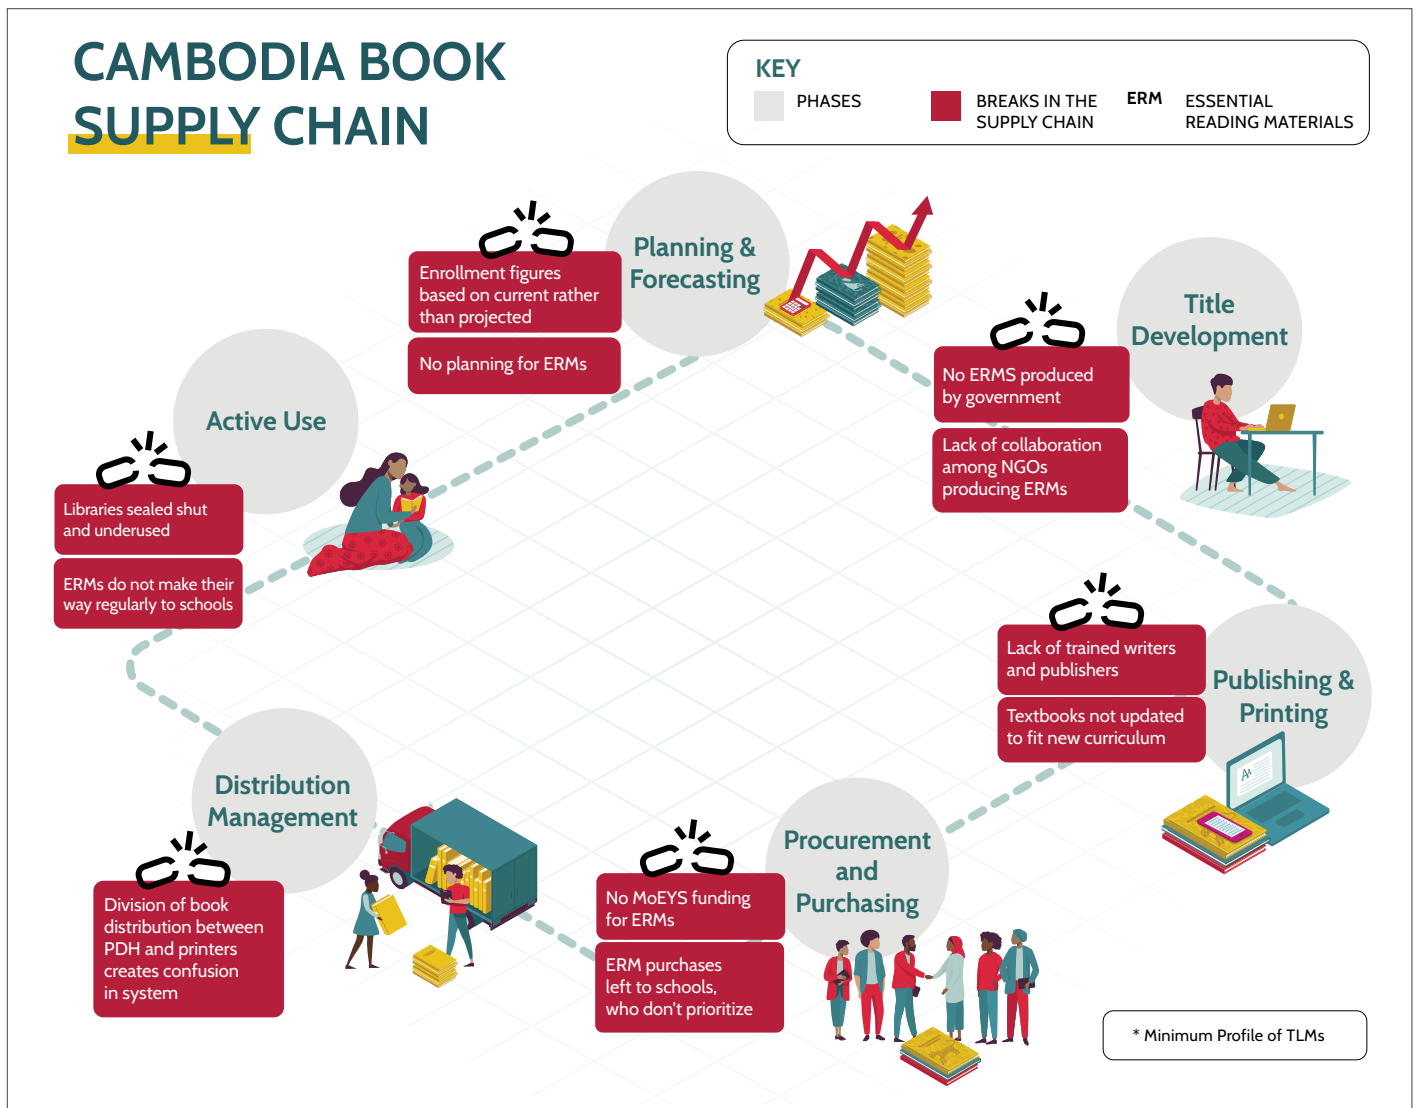 CAMBODIA BOOK
SUPPLY CHAIN
KEY
PHASES
BREAKS IN THE
SUPPLY CHAIN
ERM
ESSENTIAL
READING MATERIALS
Planning &
Forecasting
Enrollment figures
based on current rather
than projected
No planning for ERMs
Title
Development
No ERMS produced
by government
Lack of collaboration
among NGOs
producing ERMs
Publishing &
Printing
Lack of trained writers
and publishers
Textbooks not updated
to fit new curriculum
Procurement
and
Purchasing
No MoEYS funding
for ERMs
ERM purchases
left to schools,
who don't prioritize
Distribution
Management
Division of book
distribution between
PDH and printers
creates confusion
in system
Active Use
Libraries sealed shut
and underused
ERMs do not make their
way regularly to schools
* Minimum Profile of TLMs